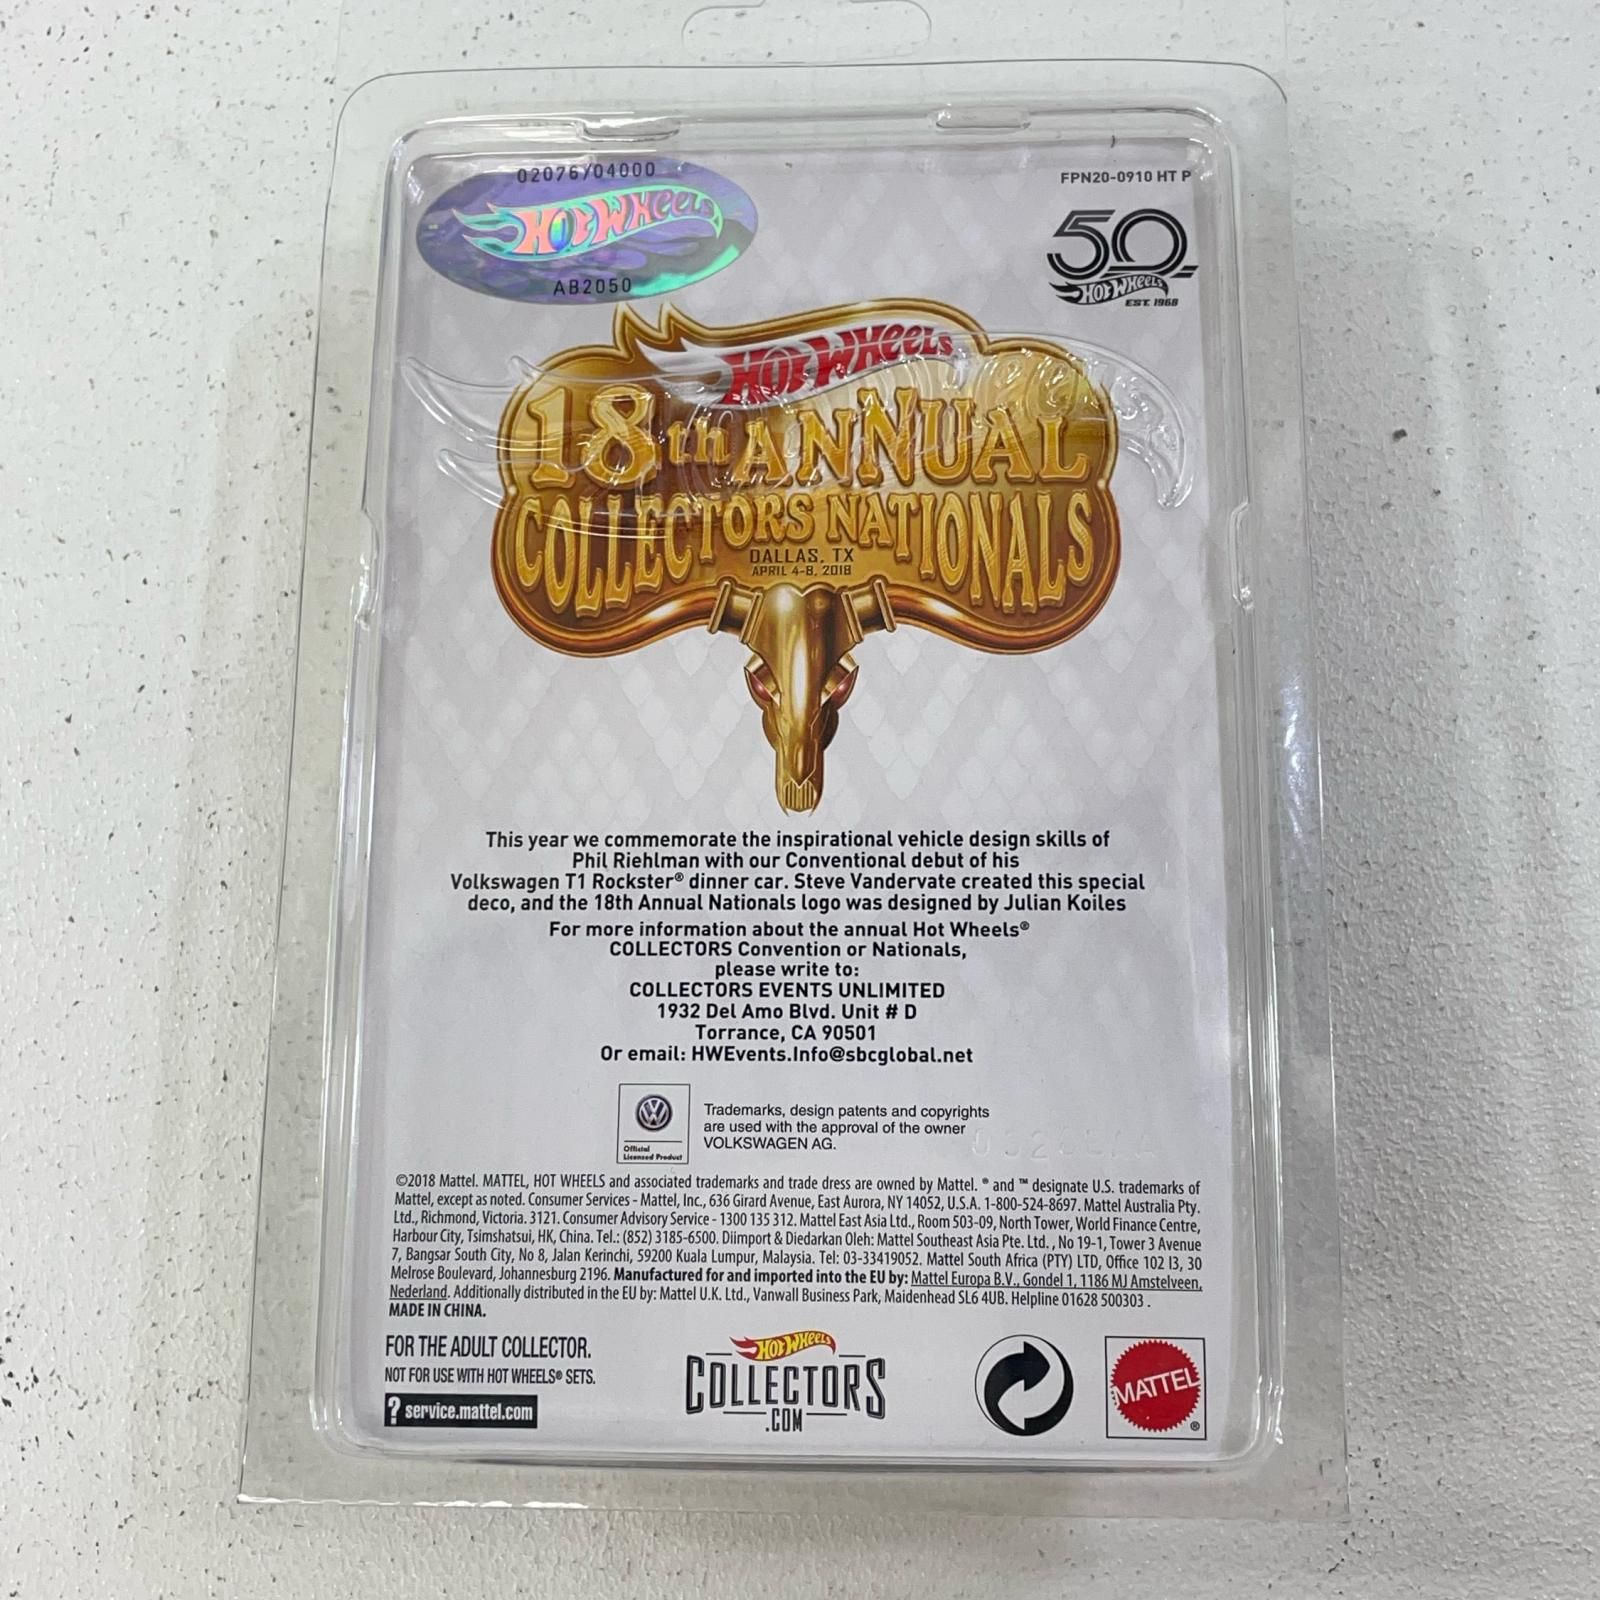 02076/04000
HOT WHEELS
AB2050
FPN20-0910 HT P
50
HOT WHEELS
EST. 1968
HOT WHEELS
18th ANNUAL
COLLECTORS NATIONALS
DALLAS, TX
APRIL 4-8, 2018
This year we commemorate the inspirational vehicle design skills of
Phil Riehlman with our Conventional debut of his
Volkswagen T1 Rockster® dinner car. Steve Vandervate created this special
deco, and the 18th Annual Nationals logo was designed by Julian Koiles
For more information about the annual Hot Wheels®
COLLECTORS Convention or Nationals,
please write to:
COLLECTORS EVENTS UNLIMITED
1932 Del Amo Blvd. Unit # D
Torrance, CA 90501
Or email: HWEvents.Info@sbcglobal.net
Official
Licensed Product
Trademarks, design patents and copyrights
are used with the approval of the owner
VOLKSWAGEN AG.
©2018 Mattel. MATTEL, HOT WHEELS and associated trademarks and trade dress are owned by Mattel. ® and ™ designate U.S. trademarks of
Mattel, except as noted. Consumer Services - Mattel, Inc., 636 Girard Avenue, East Aurora, NY 14052, U.S.A. 1-800-524-8697. Mattel Australia Pty.
Ltd., Richmond, Victoria. 3121. Consumer Advisory Service - 1300 135 312. Mattel East Asia Ltd., Room 503-09, North Tower, World Finance Centre,
Harbour City, Tsimshatsui, HK, China. Tel.: (852) 3185-6500. Diimport & Diedarkan Oleh: Mattel Southeast Asia Pte. Ltd., No 19-1, Tower 3 Avenue
7, Bangsar South City, No 8, Jalan Kerinchi, 59200 Kuala Lumpur, Malaysia. Tel: 03-33419052. Mattel South Africa (PTY) LTD, Office 102 I3, 30
Melrose Boulevard, Johannesburg 2196. Manufactured for and imported into the EU by: Mattel Europa B.V., Gondel 1, 1186 MJ Amstelveen,
Nederland. Additionally distributed in the EU by: Mattel U.K. Ltd., Vanwall Business Park, Maidenhead SL6 4UB. Helpline 01628 500303.
MADE IN CHINA.
FOR THE ADULT COLLECTOR.
NOT FOR USE WITH HOT WHEELS® SETS.
? service.mattel.com
HOT WHEELS
COLLECTORS
.COM
MATTEL
®